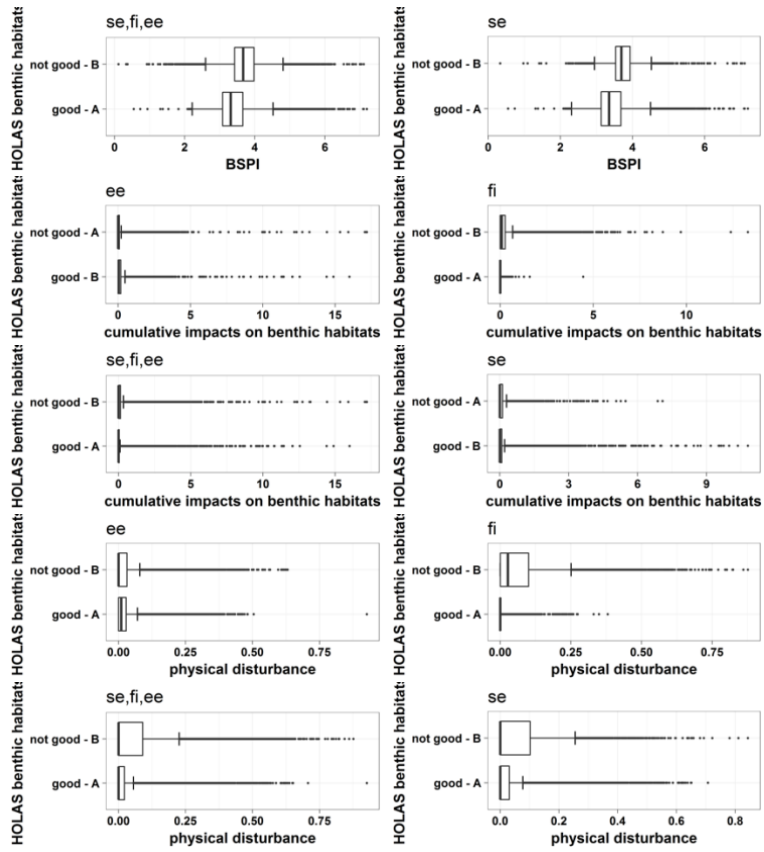 se,fi,ee
HOLAS benthic habitats
not good - B
good - A
0 2 4 6
BSPI
se
HOLAS benthic habitats
not good - B
good - A
0 2 4 6
BSPI
ee
HOLAS benthic habitats
not good - A
good - B
0 5 10 15
cumulative impacts on benthic habitats
fi
HOLAS benthic habitats
not good - B
good - A
0 5 10
cumulative impacts on benthic habitats
se,fi,ee
HOLAS benthic habitats
not good - B
good - A
0 5 10 15
cumulative impacts on benthic habitats
se
HOLAS benthic habitats
not good - A
good - B
0 3 6 9
cumulative impacts on benthic habitats
ee
HOLAS benthic habitats
not good - B
good - A
0.00 0.25 0.50 0.75
physical disturbance
fi
HOLAS benthic habitats
not good - B
good - A
0.00 0.25 0.50 0.75
physical disturbance
se,fi,ee
HOLAS benthic habitats
not good - B
good - A
0.00 0.25 0.50 0.75
physical disturbance
se
HOLAS benthic habitats
not good - B
good - A
0.0 0.2 0.4 0.6 0.8
physical disturbance